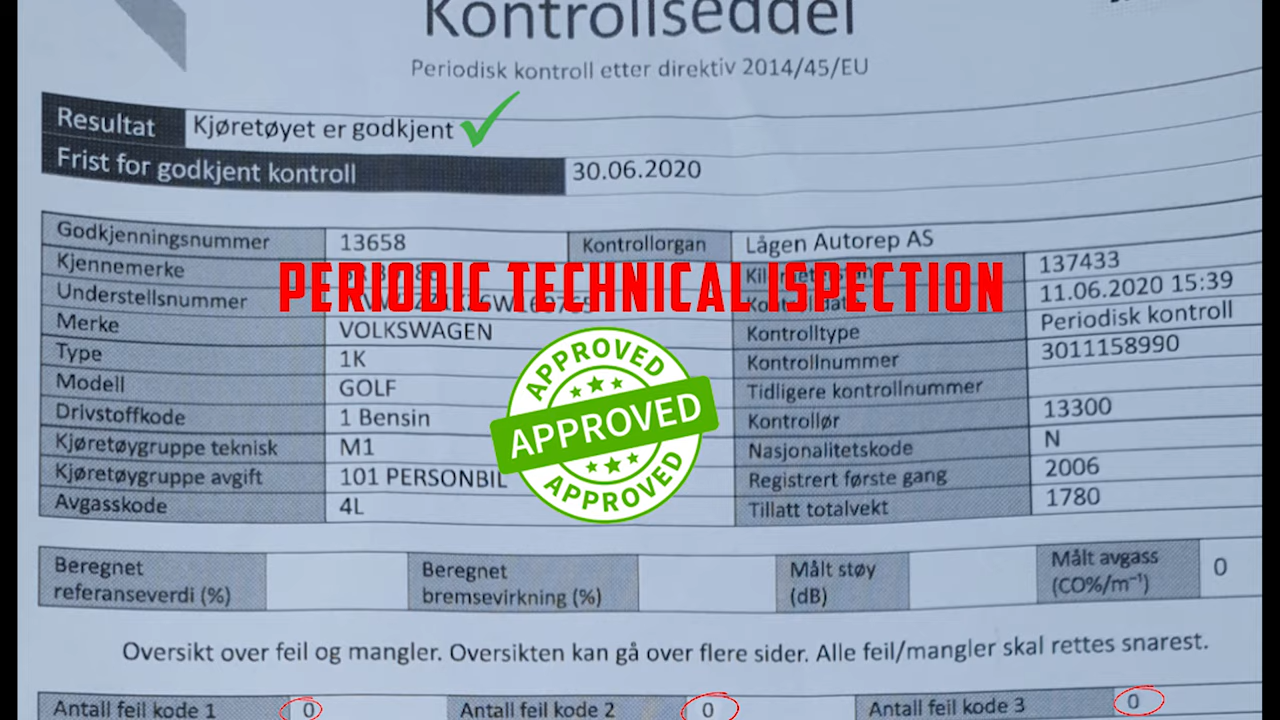 Kontrollseddel
Periodisk kontroll etter direktiv 2014/45/EU
Resultat Kjøretøyet er godkjent
Frist for godkjent kontroll 30.06.2020
Godkjenningsnummer 13658 Kontrollorgan Lågen Autorep AS
Kjennemerke 137433
PERIODIC TECHNICAL ISPECTION
Understellsnummer 11.06.2020 15:39
Merke VOLKSWAGEN Kontrolltype Periodisk kontroll
Type 1K Kontrollnummer 3011158990
Modell GOLF Tidligere kontrollnummer
Drivstoffkode 1 Bensin Kontrollør 13300
Kjøretøygruppe teknisk M1 Nasjonalitetskode N
Kjøretøygruppe avgift 101 PERSONBIL Registrert første gang 2006
Avgasskode 4L Tillatt totalvekt 1780
APPROVED
APPROVED
APPROVED
Beregnet referanseverdi (%)
Beregnet bremsevirkning (%)
Målt støy (dB)
Målt avgass (CO%/m⁻¹) 0
Oversikt over feil og mangler. Oversikten kan gå over flere sider. Alle feil/mangler skal rettes snarest.
Antall feil kode 1 0 Antall feil kode 2 0 Antall feil kode 3 0